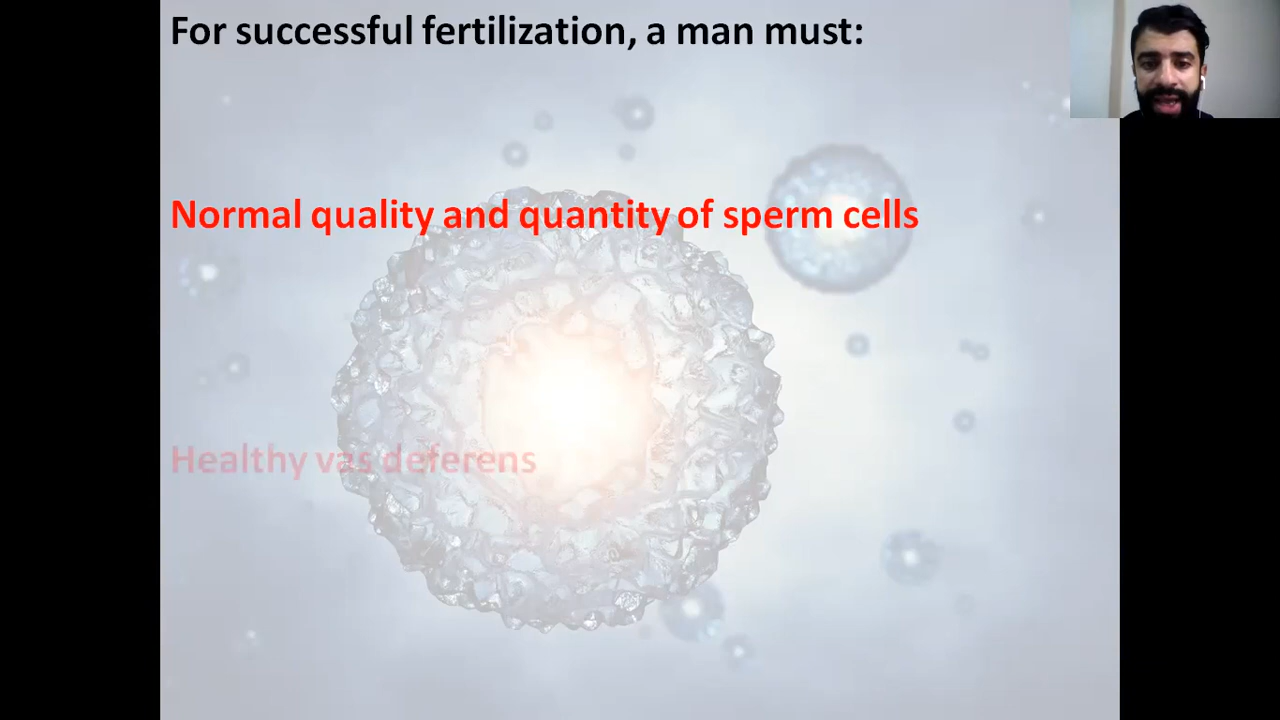 For successful fertilization, a man must:
Normal quality and quantity of sperm cells
Healthy vas deferens